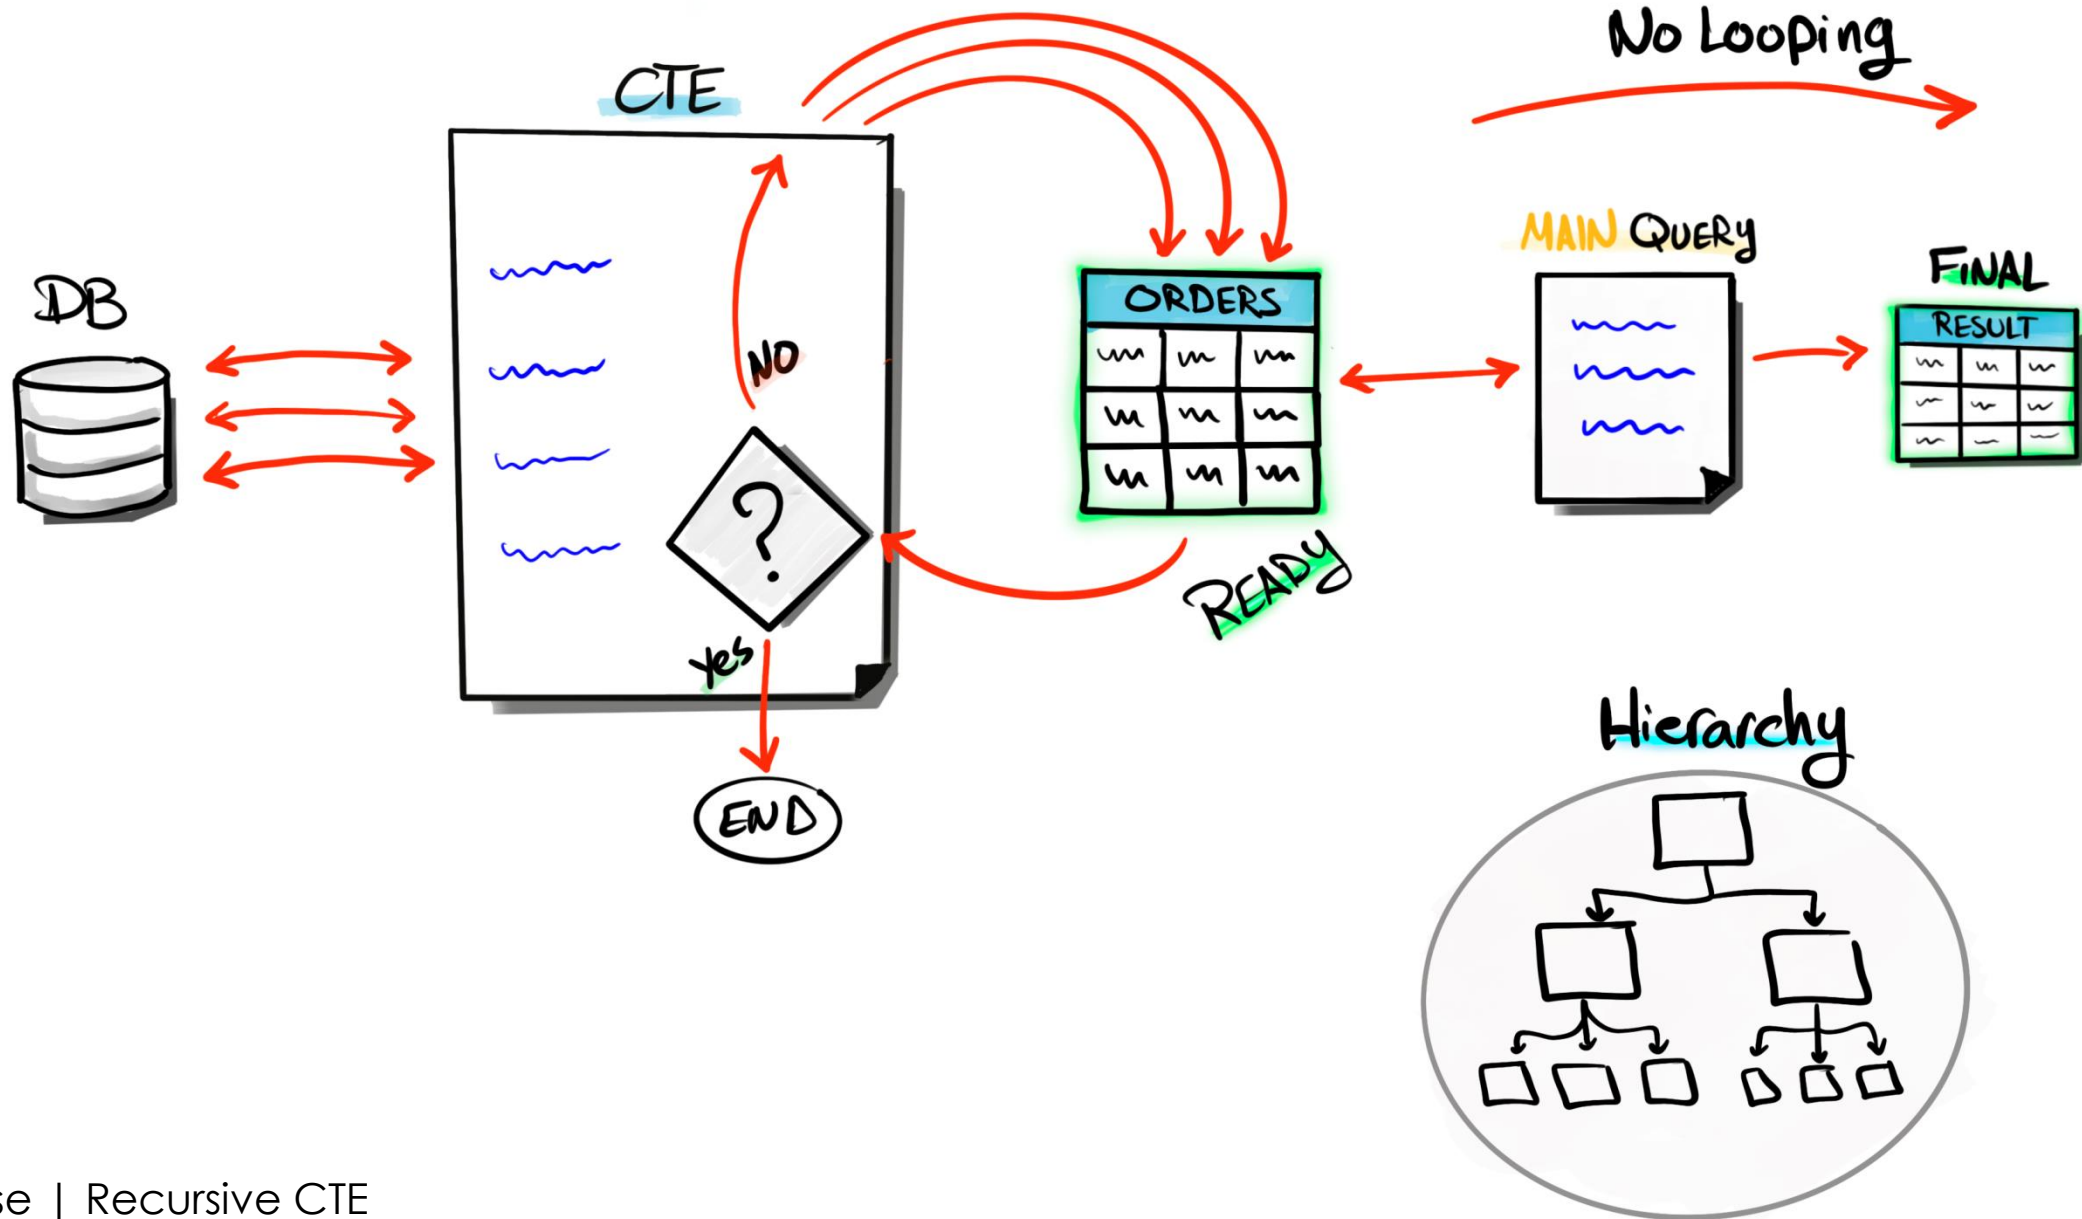 No Looping
CTE
MAIN QUERY
FINAL
DB
ORDERS
RESULT
NO
?
READY
yes
END
Hierarchy
se | Recursive CTE